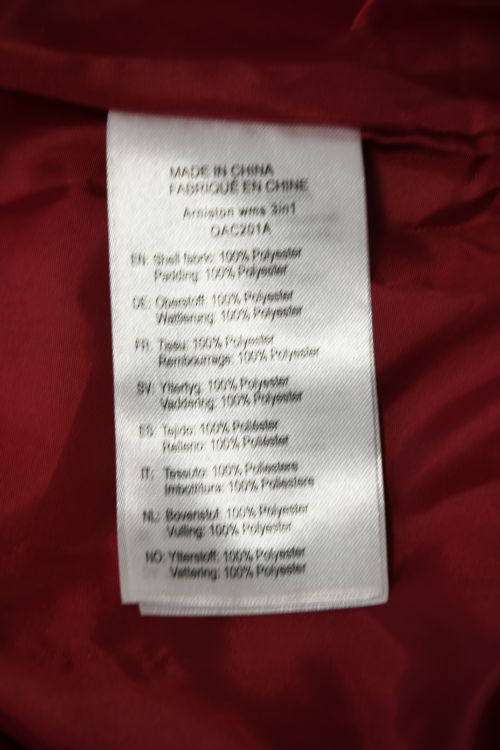 MADE IN CHINA
FABRIQUÉ EN CHINE
Arniston wms 3in1
OAC201A
EN: Shell fabric: 100% Polyester
Padding: 100% Polyester
DE: Oberstoff: 100% Polyester
Wattierung: 100% Polyester
FR: Tissu: 100% Polyester
Rembourrage: 100% Polyester
SV: Yttertyg: 100% Polyester
Vaddering: 100% Polyester
ES: Tejido: 100% Poliéster
Relleno: 100% Poliéster
IT: Tessuto: 100% Poliestere
Imbottitura: 100% Poliestere
NL: Bovenstof: 100% Polyester
Vulling: 100% Polyester
NO: Ytterstoff: 100% Polyester
Vattering: 100% Polyester